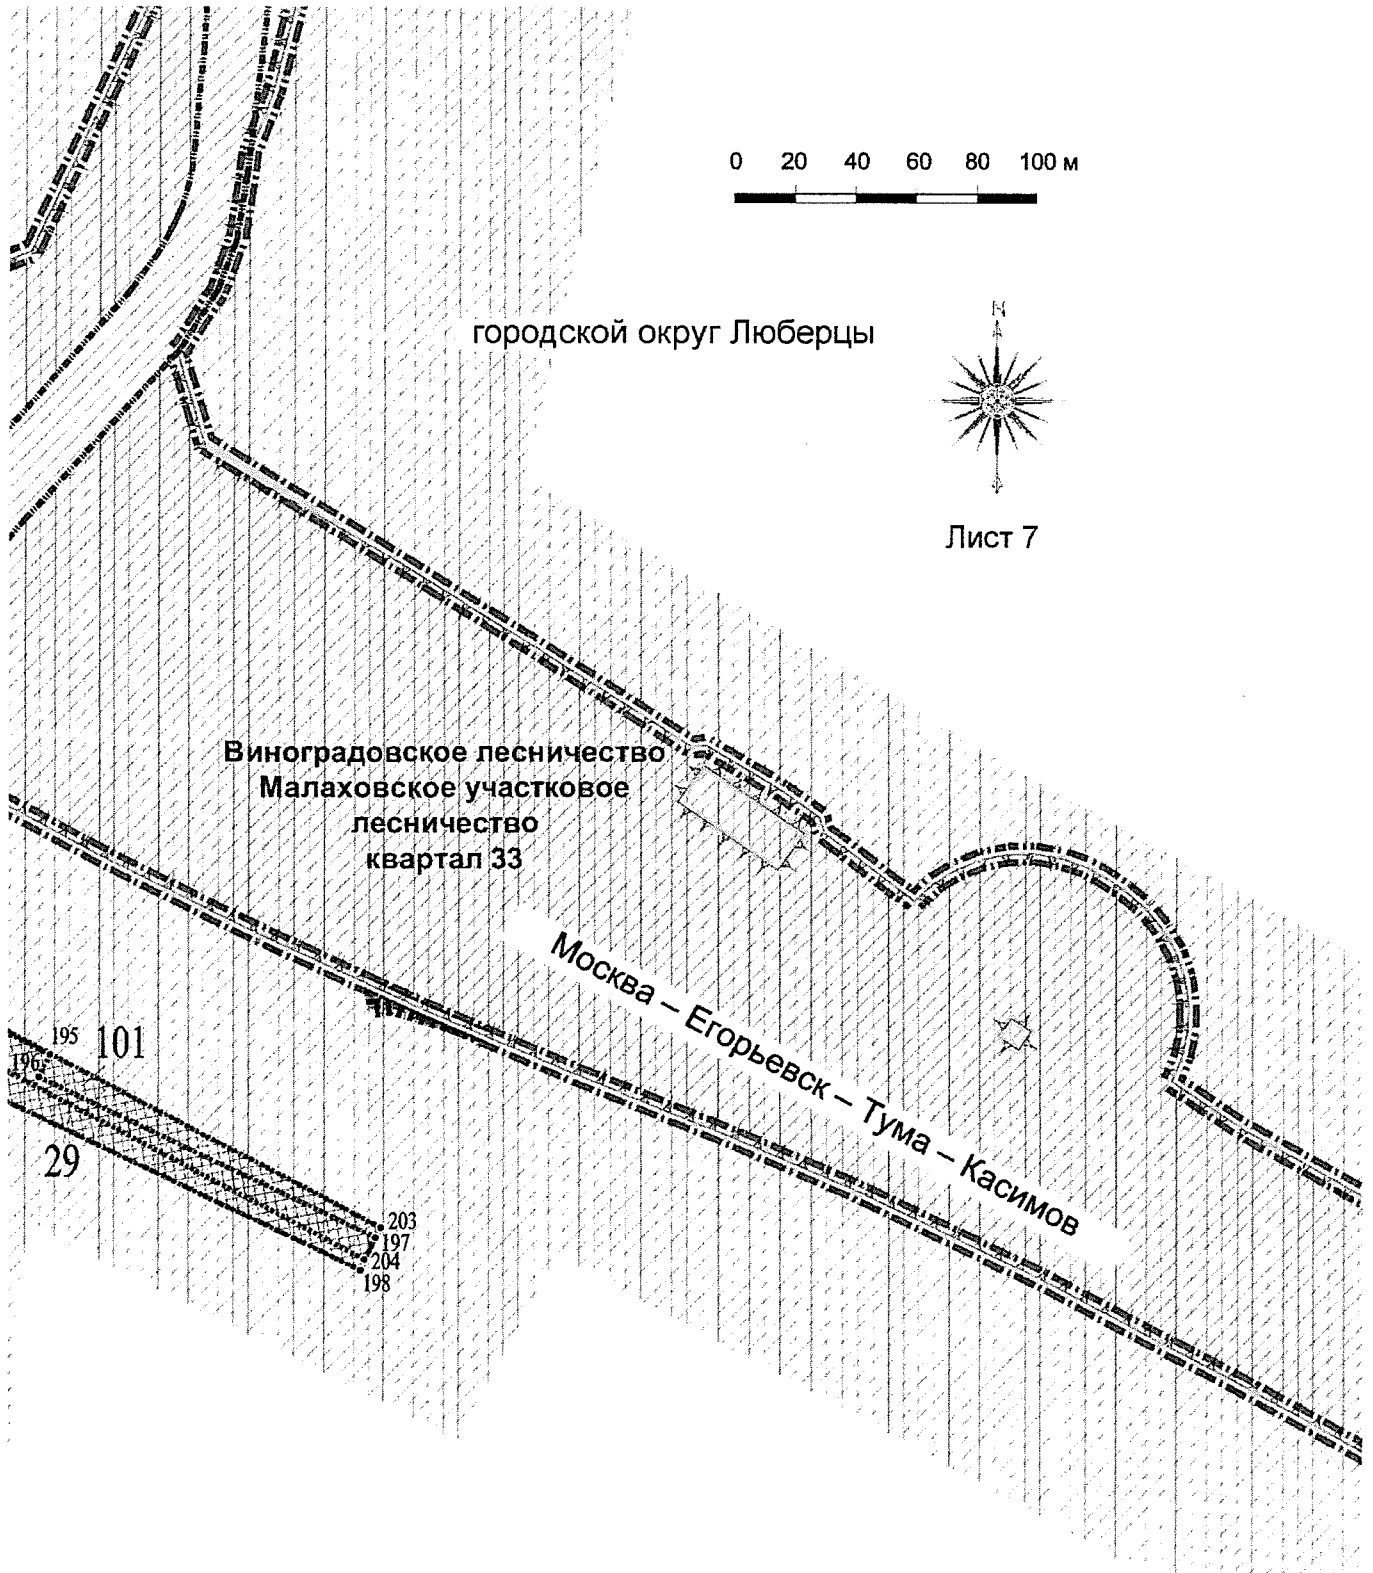 0 20 40 60 80 100 м
N
городской округ Люберцы
Лист 7
Виноградовское лесничество
Малаховское участковое
лесничество
квартал 33
Москва – Егорьевск – Тума – Касимов
195
101
196
29
203
197
204
198